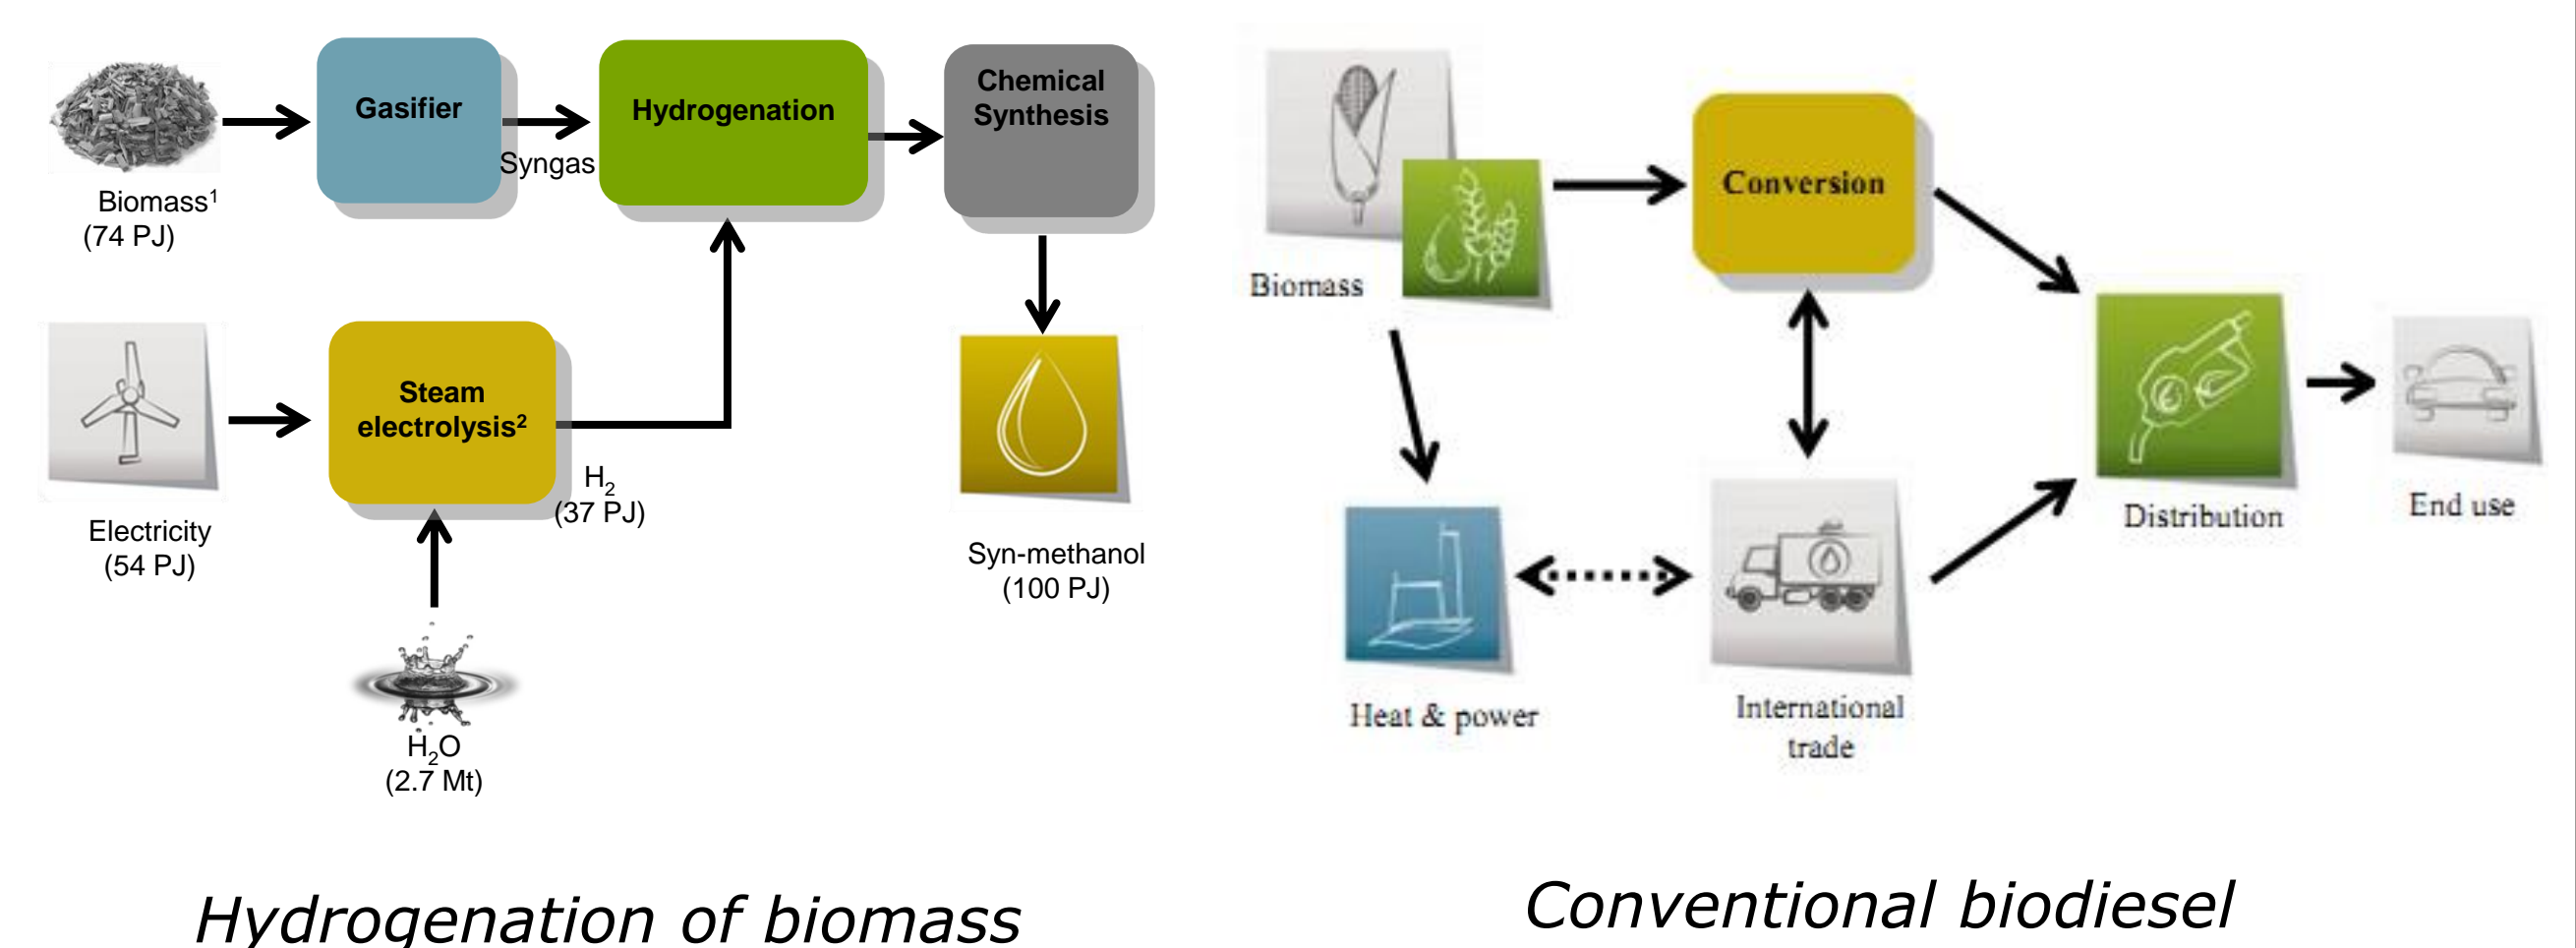 Biomass¹
(74 PJ)
Gasifier
Syngas
Hydrogenation
Chemical
Synthesis
Electricity
(54 PJ)
Steam
electrolysis²
H₂
(37 PJ)
H₂O
(2.7 Mt)
Syn-methanol
(100 PJ)
Hydrogenation of biomass
Biomass
Conversion
Heat & power
International
trade
Distribution
End use
Conventional biodiesel